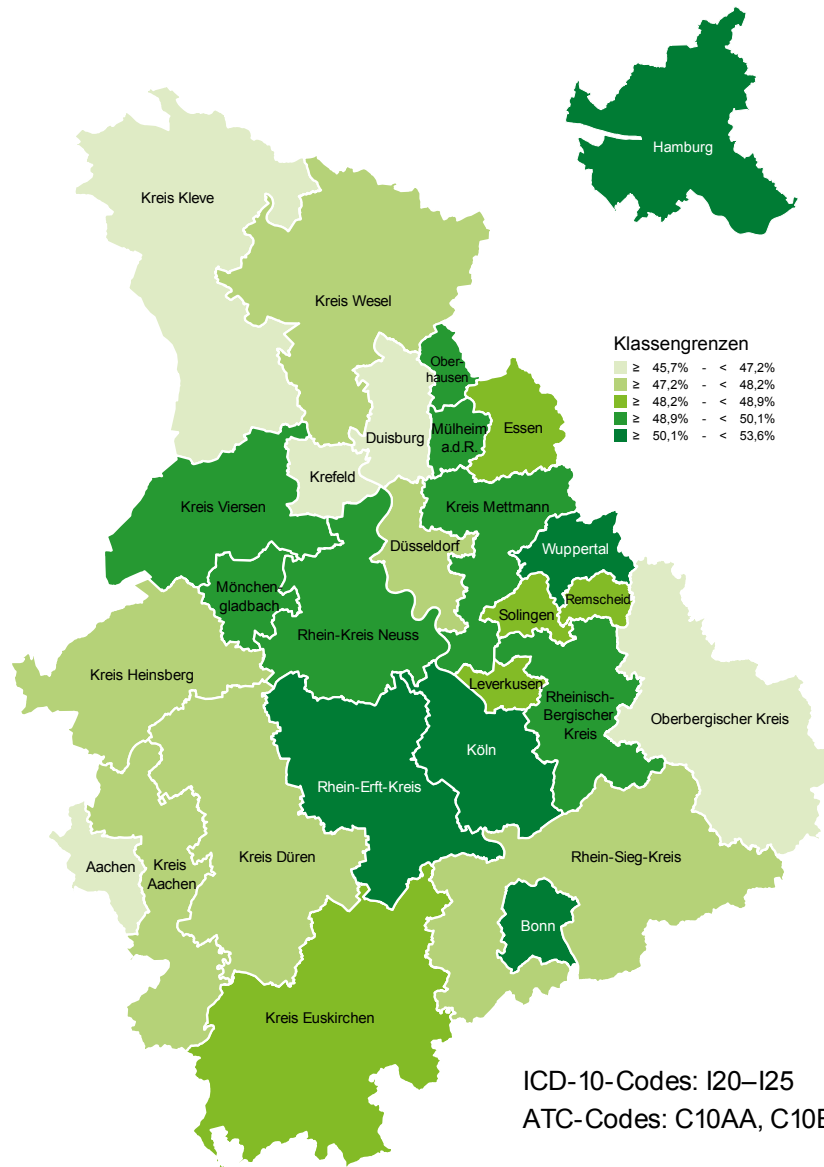 Hamburg
Kreis Kleve
Kreis Wesel
Klassengrenzen
≥ 45,7% - < 47,2%
≥ 47,2% - < 48,2%
≥ 48,2% - < 48,9%
≥ 48,9% - < 50,1%
≥ 50,1% - < 53,6%
Ober-
hausen
Duisburg
Mülheim
a.d.R.
Essen
Krefeld
Kreis Viersen
Kreis Mettmann
Düsseldorf
Wuppertal
Mönchen-
gladbach
Remscheid
Solingen
Rhein-Kreis Neuss
Kreis Heinsberg
Leverkusen
Rheinisch-
Bergischer
Kreis
Oberbergischer Kreis
Köln
Rhein-Erft-Kreis
Aachen
Kreis
Aachen
Kreis Düren
Rhein-Sieg-Kreis
Bonn
Kreis Euskirchen
ICD-10-Codes: I20–I25
ATC-Codes: C10AA, C10B